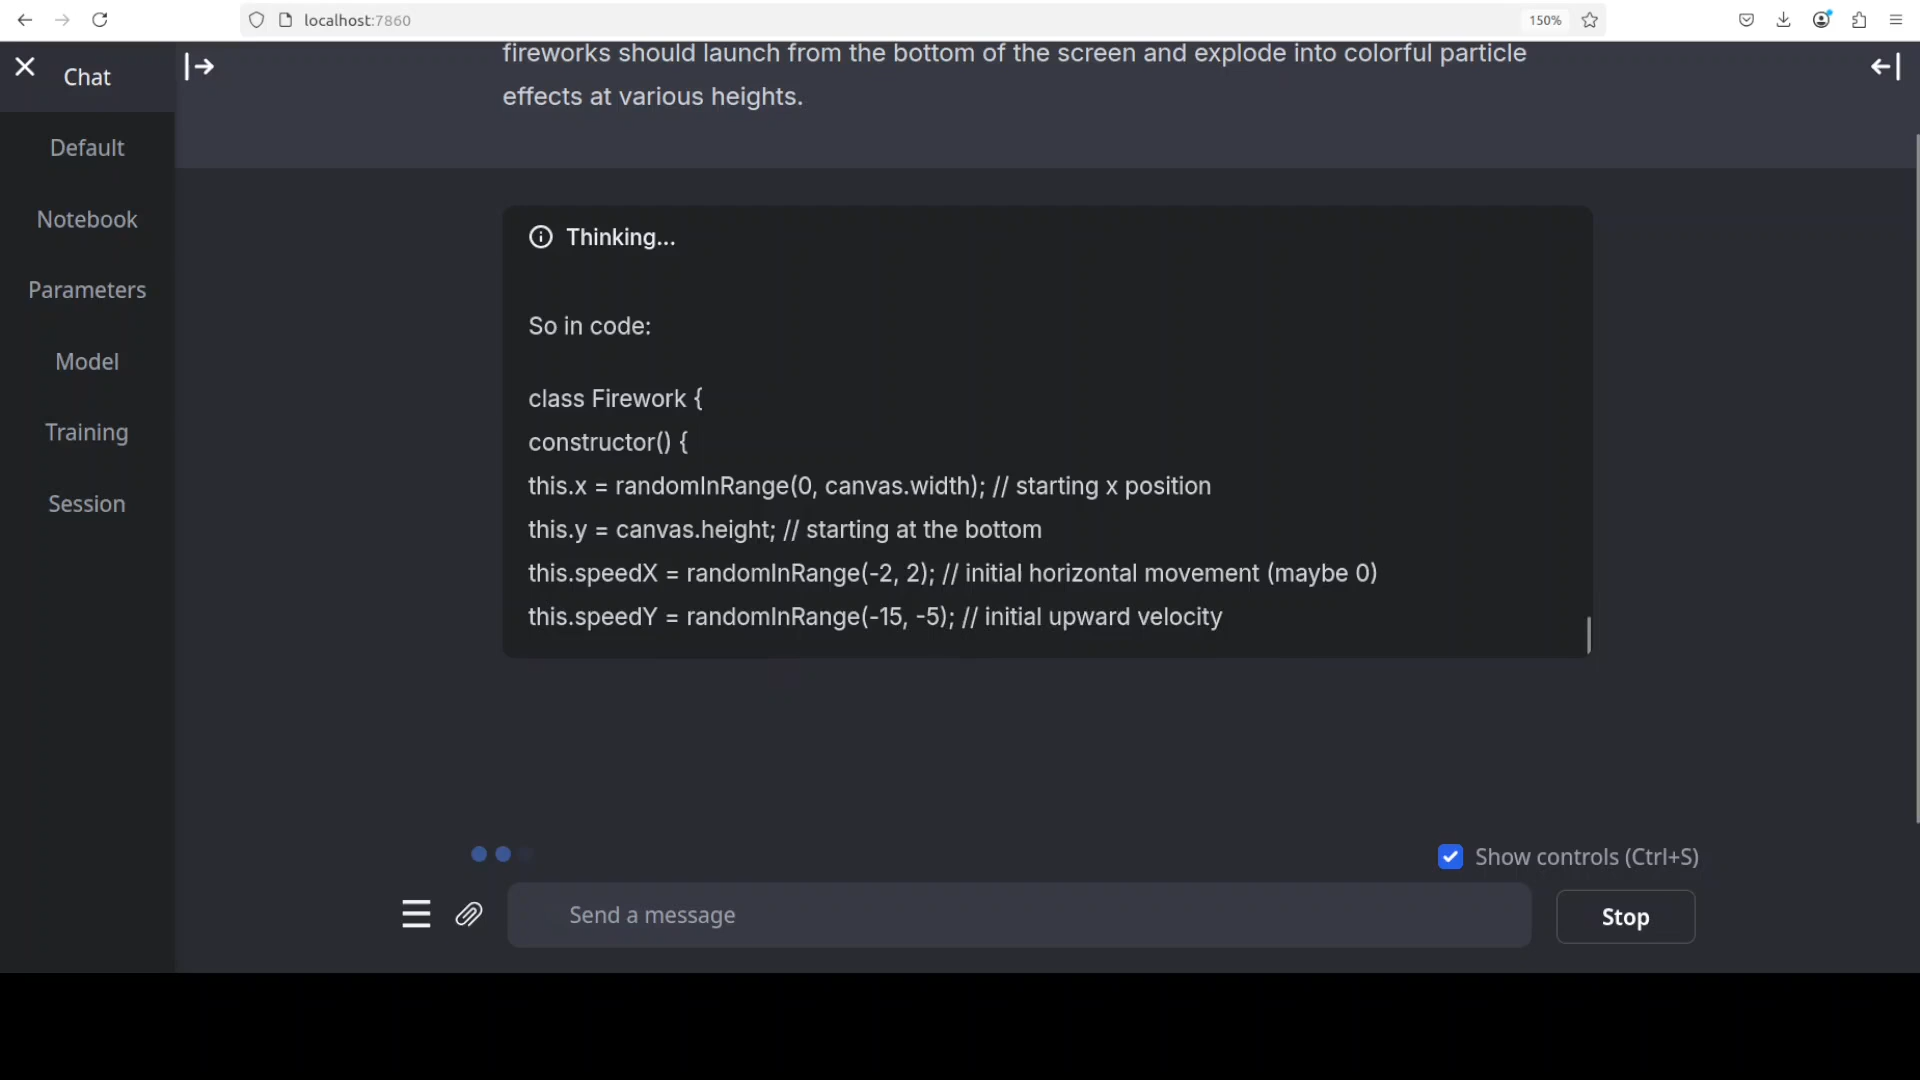 localhost:7860
150%
Chat
Default
Notebook
Parameters
Model
Training
Session
fireworks should launch from the bottom of the screen and explode into colorful particle
effects at various heights.
Thinking...
So in code:
class Firework {
constructor() {
this.x = randomInRange(0, canvas.width); // starting x position
this.y = canvas.height; // starting at the bottom
this.speedX = randomInRange(-2, 2); // initial horizontal movement (maybe 0)
this.speedY = randomInRange(-15, -5); // initial upward velocity
Show controls (Ctrl+S)
Send a message
Stop